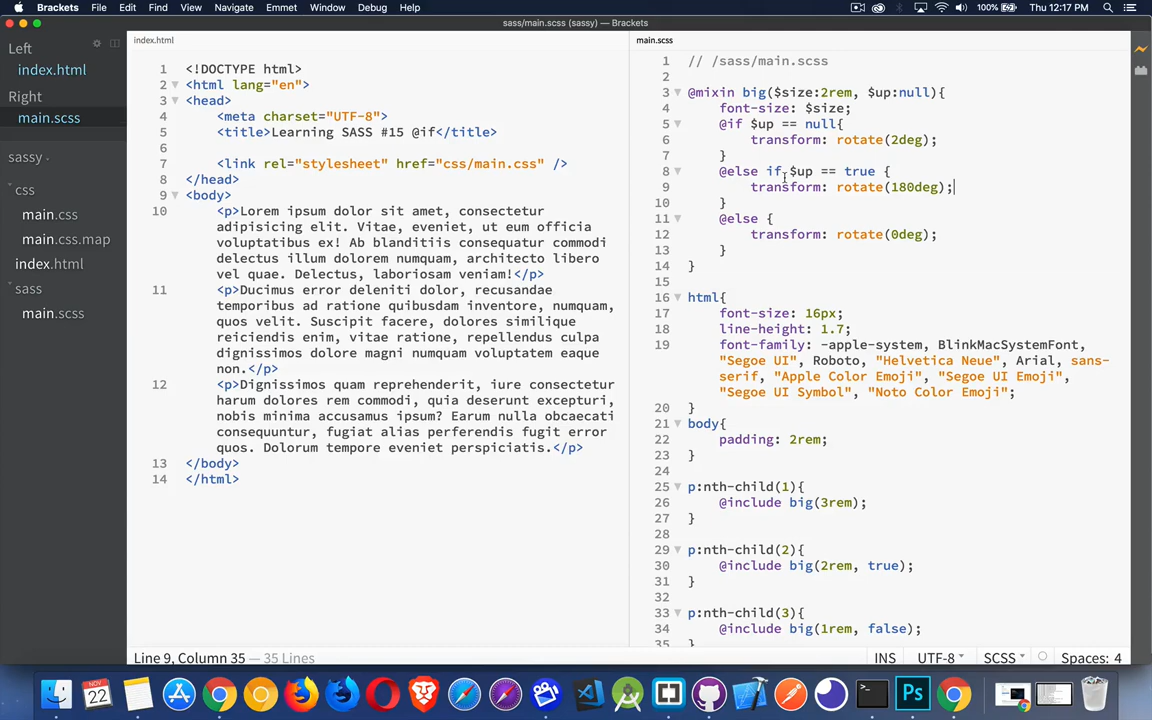 Brackets File Edit View Navigate Emmet Window Debug Help 100% Thu 12:17 PM
sass/main.scss (sassy) — Brackets
Left
index.html
Right
main.scss
sassy
css
main.css
main.css.map
index.html
sass
main.scss
index.html
1 <!DOCTYPE html>
2 <html lang="en">
3 <head>
4 <meta charset="UTF-8">
5 <title>Learning SASS #15 @if</title>
6
7 <link rel="stylesheet" href="css/main.css" />
8 </head>
9 <body>
10 <p>Lorem ipsum dolor sit amet, consectetur
adipisicing elit. Vitae, eveniet, ut eum officia
voluptatibus ex! Ab blanditiis consequatur commodi
delectus illum dolorem numquam, architecto libero
vel quae. Delectus, laboriosam veniam!</p>
11 <p>Ducimus error deleniti dolor, recusandae
temporibus ad ratione quibusdam inventore, numquam,
quos velit. Suscipit facere, dolores similique
reiciendis enim, vitae ratione, repellendus culpa
dignissimos dolore magni numquam voluptatem eaque
non.</p>
12 <p>Dignissimos quam reprehenderit, iure consectetur
harum dolores rem commodi, quia deserunt excepturi,
nobis minima accusamus ipsum? Earum nulla obcaecati
consequuntur, fugiat alias perferendis fugit error
quos. Dolorum tempore eveniet perspiciatis.</p>
13 </body>
14 </html>
main.scss
1 // /sass/main.scss
2
3 @mixin big($size:2rem, $up:null){
4 font-size: $size;
5 @if $up == null{
6 transform: rotate(2deg);
7 }
8 @else if $up == true {
9 transform: rotate(180deg);
10 }
11 @else {
12 transform: rotate(0deg);
13 }
14 }
15
16 html{
17 font-size: 16px;
18 line-height: 1.7;
19 font-family: -apple-system, BlinkMacSystemFont,
"Segoe UI", Roboto, "Helvetica Neue", Arial, sans-
serif, "Apple Color Emoji", "Segoe UI Emoji",
"Segoe UI Symbol", "Noto Color Emoji";
20 }
21 body{
22 padding: 2rem;
23 }
24
25 p:nth-child(1){
26 @include big(3rem);
27 }
28
29 p:nth-child(2){
30 @include big(2rem, true);
31 }
32
33 p:nth-child(3){
34 @include big(1rem, false);
35 }
Line 9, Column 35 — 35 Lines
INS UTF-8 SCSS Spaces: 4
NOV
22
Ps